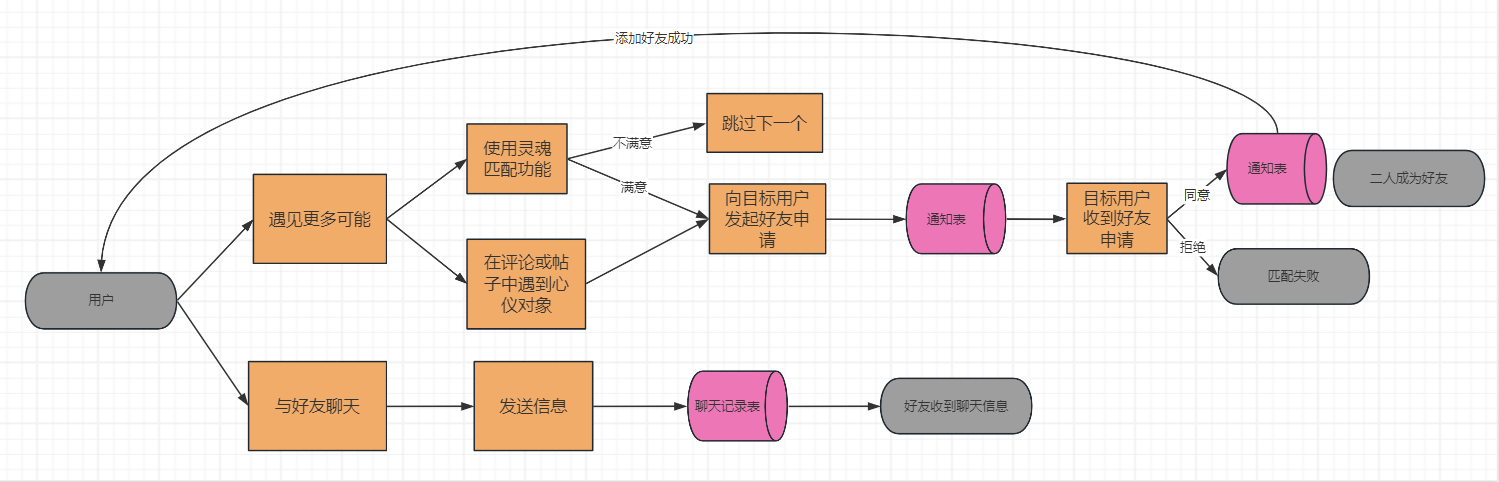 添加好友成功
跳过下一个
使用灵魂
匹配功能
不满意
满意
遇见更多可能
向目标用户
发起好友申
请
通知表
目标用户
收到好友
申请
同意
拒绝
通知表
二人成为好友
匹配失败
在评论或帖
子中遇到心
仪对象
用户
与好友聊天
发送信息
聊天记录表
好友收到聊天信息